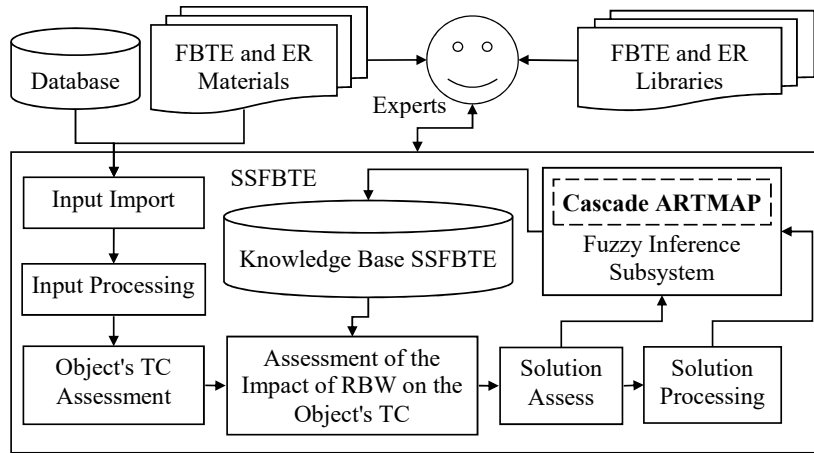 Database
FBTE and ER
Materials
Experts
FBTE and ER
Libraries
SSFBTE
Input Import
Input Processing
Object's TC
Assessment
Knowledge Base SSFBTE
Assessment of the
Impact of RBW on the
Object's TC
Cascade ARTMAP
Fuzzy Inference
Subsystem
Solution
Assess
Solution
Processing